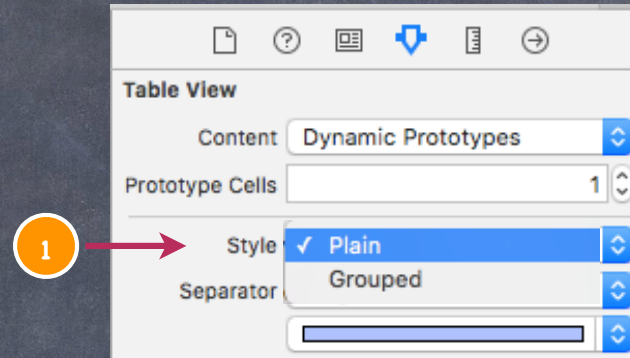 Table View
Content Dynamic Prototypes
Prototype Cells 1
1 Style ✓ Plain
Grouped
Separator